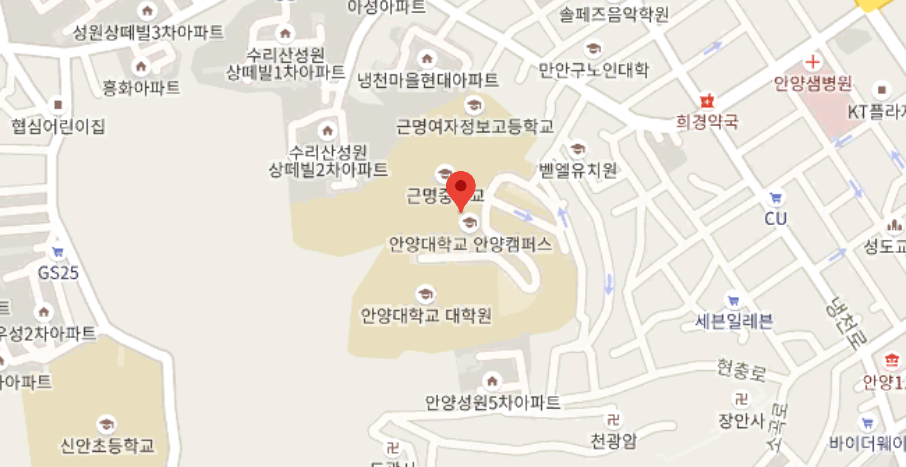 아성아파트
솔페즈음악학원
성원상떼빌3차아파트
수리산성원
상떼빌1차아파트
냉천마을현대아파트
만안구노인대학
안양샘병원
흥화아파트
희경약국
KT플라자
협심어린이집
근명여자정보고등학교
수리산성원
상떼빌2차아파트
벧엘유치원
근명중
교
CU
안양대학교 안양캠퍼스
성도교
GS25
안양대학교 대학원
세븐일레븐
냉천로
우성2차아파트
현충로
아파트
안양1
안양성원5차아파트
장안사
소곡로
신안초등학교
천광암
바이더웨이